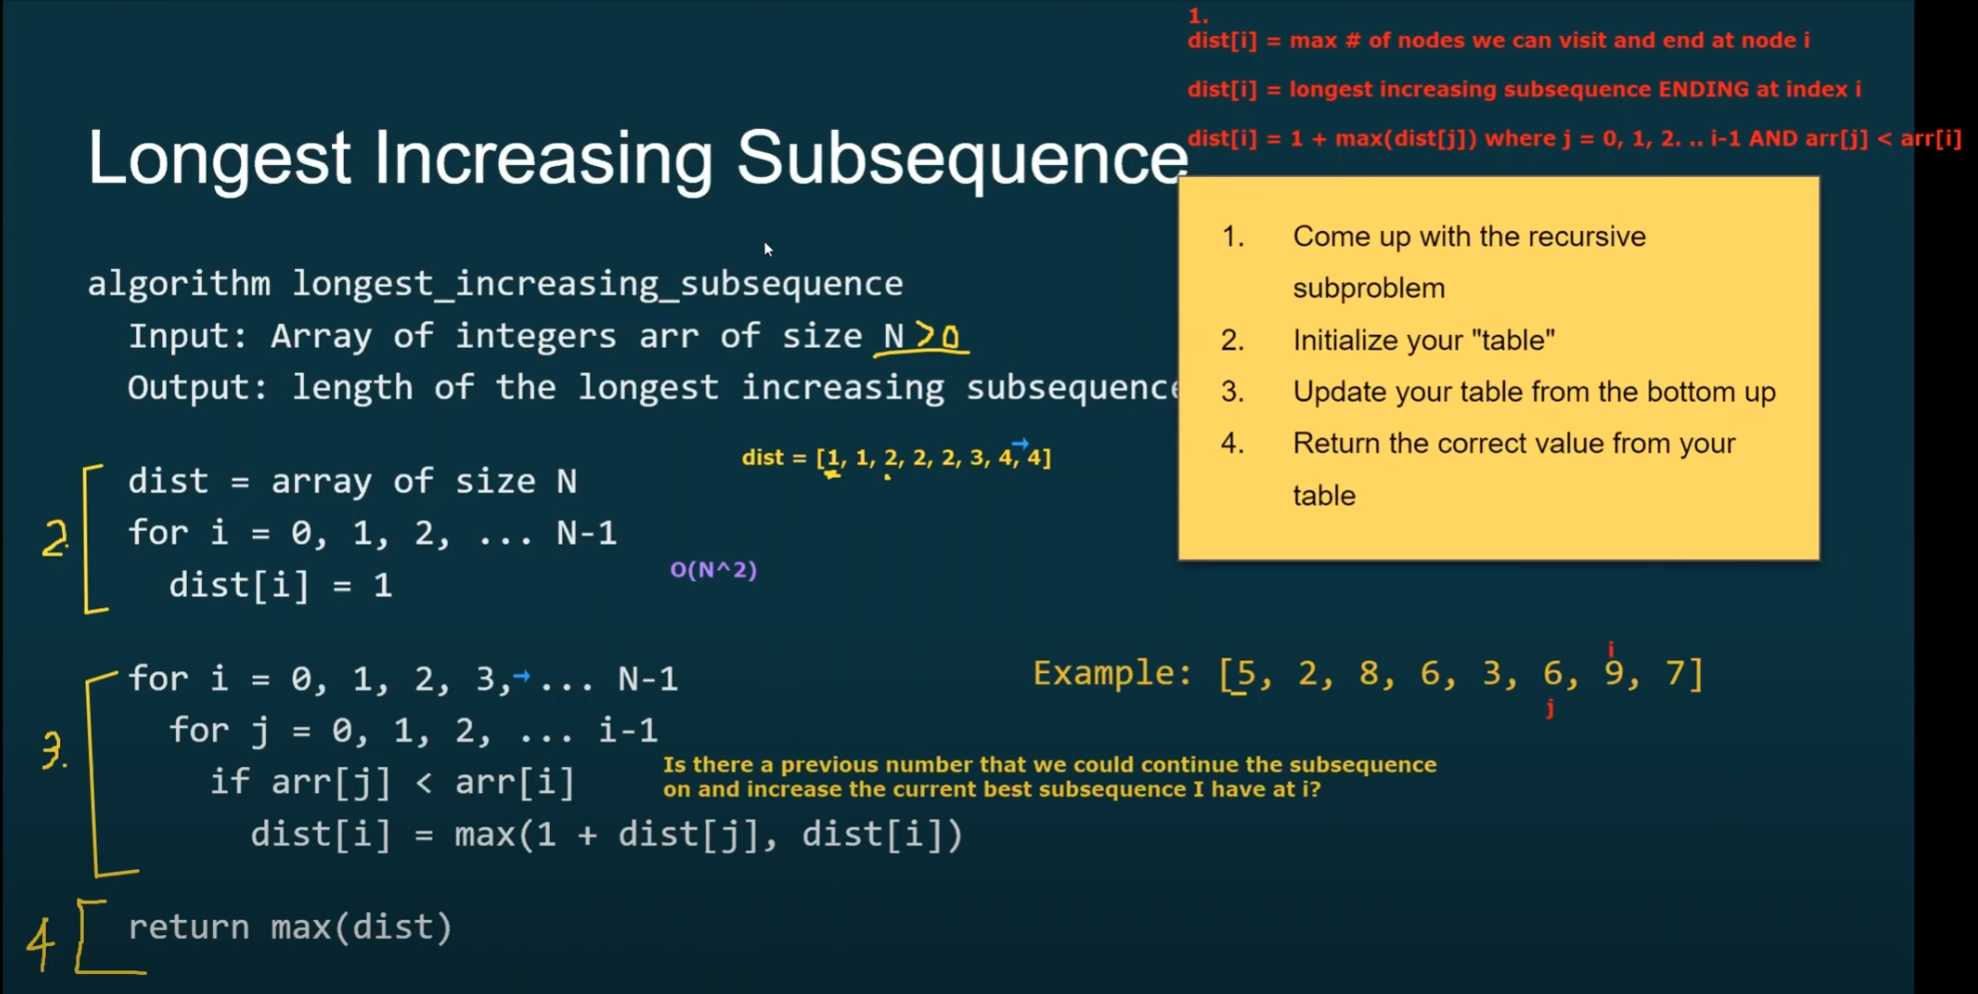 1.
dist[i] = max # of nodes we can visit and end at node i
dist[i] = longest increasing subsequence ENDING at index i
dist[i] = 1 + max(dist[j]) where j = 0, 1, 2. .. i-1 AND arr[j] < arr[i]
Longest Increasing Subsequence
1. Come up with the recursive
subproblem
2. Initialize your "table"
3. Update your table from the bottom up
4. Return the correct value from your
table
algorithm longest_increasing_subsequence
Input: Array of integers arr of size N >0
Output: length of the longest increasing subsequence
dist = [1, 1, 2, 2, 2, 3, 4, 4]
→
2.
dist = array of size N
for i = 0, 1, 2, ... N-1
dist[i] = 1
O(N^2)
3.
for i = 0, 1, 2, 3,→... N-1
for j = 0, 1, 2, ... i-1
if arr[j] < arr[i]
dist[i] = max(1 + dist[j], dist[i])
Is there a previous number that we could continue the subsequence
on and increase the current best subsequence I have at i?
i
Example: [5, 2, 8, 6, 3, 6, 9, 7]
j
4
return max(dist)